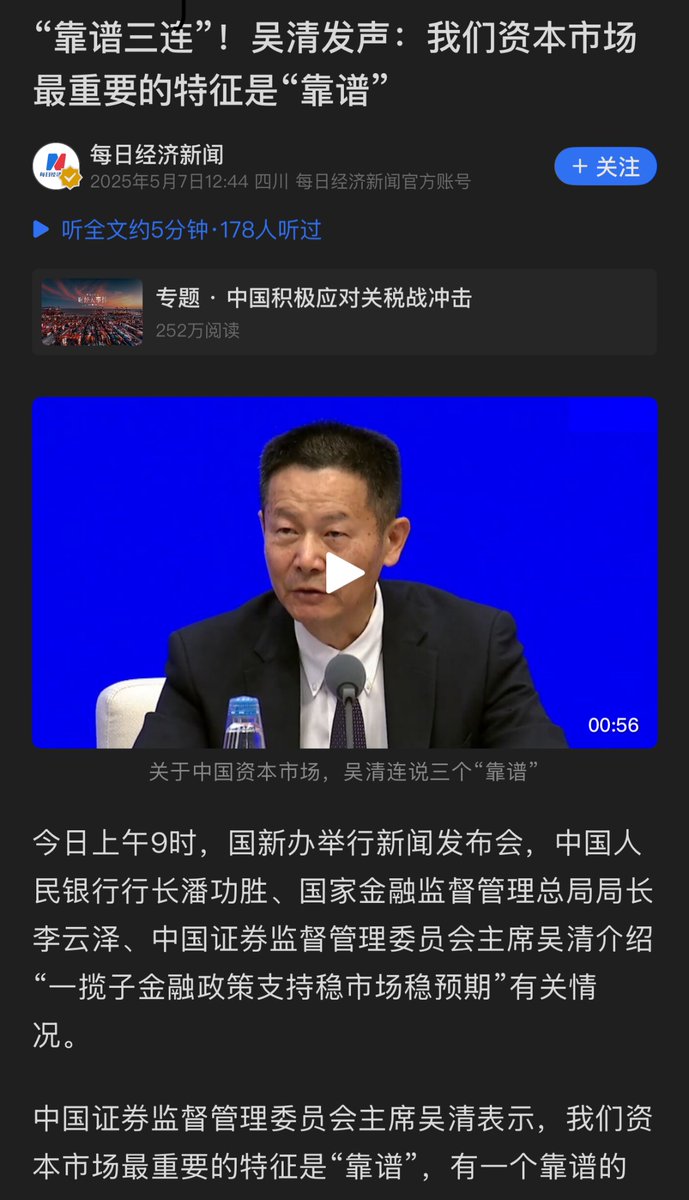 “靠谱三连”！吴清发声：我们资本市场
最重要的特征是“靠谱”
每日经济新闻
2025年5月7日12:44 四川 每日经济新闻官方账号
+ 关注
听全文约5分钟·178人听过
专题 · 中国积极应对关税战冲击
252万阅读
00:56
关于中国资本市场，吴清连说三个“靠谱”
今日上午9时，国新办举行新闻发布会，中国人
民银行行长潘功胜、国家金融监督管理总局局长
李云泽、中国证券监督管理委员会主席吴清介绍
“一揽子金融政策支持稳市场稳预期”有关情
况。
中国证券监督管理委员会主席吴清表示，我们资
本市场最重要的特征是“靠谱”，有一个靠谱的